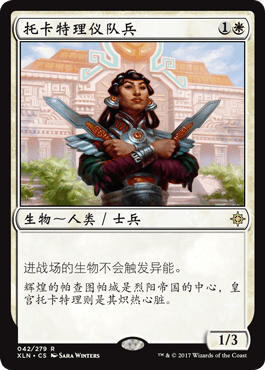 托卡特理仪队兵 1
生物～人类／士兵
进战场的生物不会触发异能。
辉煌的帕查图帕城是烈阳帝国的中心，皇
宫托卡特理则是其炽热心脏。
1/3
042/279 R
XLN • CS SARA WINTERS
™ & © 2017 Wizards of the Coast